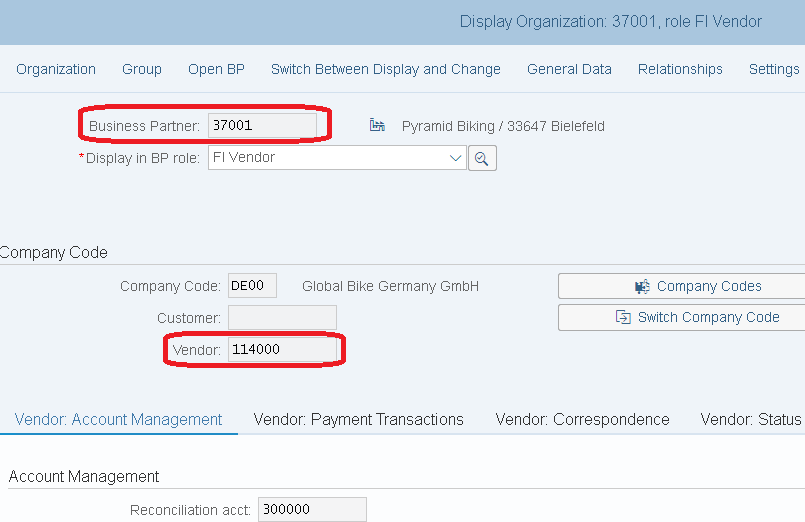 Display Organization: 37001, role FI Vendor
Organization Group Open BP Switch Between Display and Change General Data Relationships Settings
Business Partner: 37001 Pyramid Biking / 33647 Bielefeld
*Display in BP role: FI Vendor
Company Code
Company Code: DE00 Global Bike Germany GmbH Company Codes
Customer: Switch Company Code
Vendor: 114000
Vendor: Account Management Vendor: Payment Transactions Vendor: Correspondence Vendor: Status
Account Management
Reconciliation acct: 300000